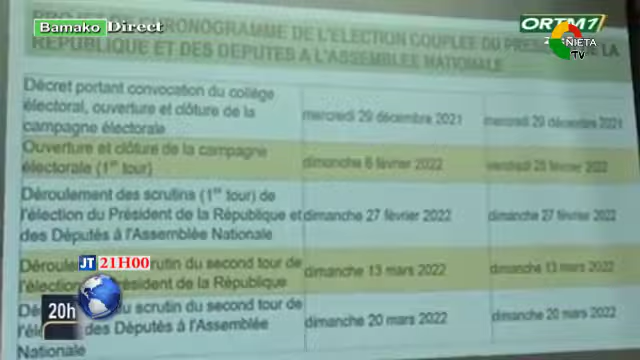 Bamako Direct
ORTM1
NIETA
TV
CHRONOGRAMME DE L'ELECTION COUPLEE DU DE LA
REPUBLIQUE ET DES DEPUTES A L'ASSEMBLEE NATIONALE
Décret portant convocation du collège
électoral, ouverture et clôture de la
campagne électorale
mercredi 29 décembre 2021
mercredi 29 décembre 2021
Ouverture et clôture de la campagne
électorale (1er tour)
dimanche 6 février 2022
vendredi 25 février 2022
Déroulement des scrutins (1er tour) de
l'élection du Président de la République et
des Députés à l'Assemblée Nationale
dimanche 27 février 2022
dimanche 27 février 2022
scrutin du second tour de
l'élection Président de la République
dimanche 13 mars 2022
dimanche 13 mars 2022
du scrutin du second tour de
des Députés à l'Assemblée
Nationale
dimanche 20 mars 2022
dimanche 20 mars 2022
JT 21H00
20h